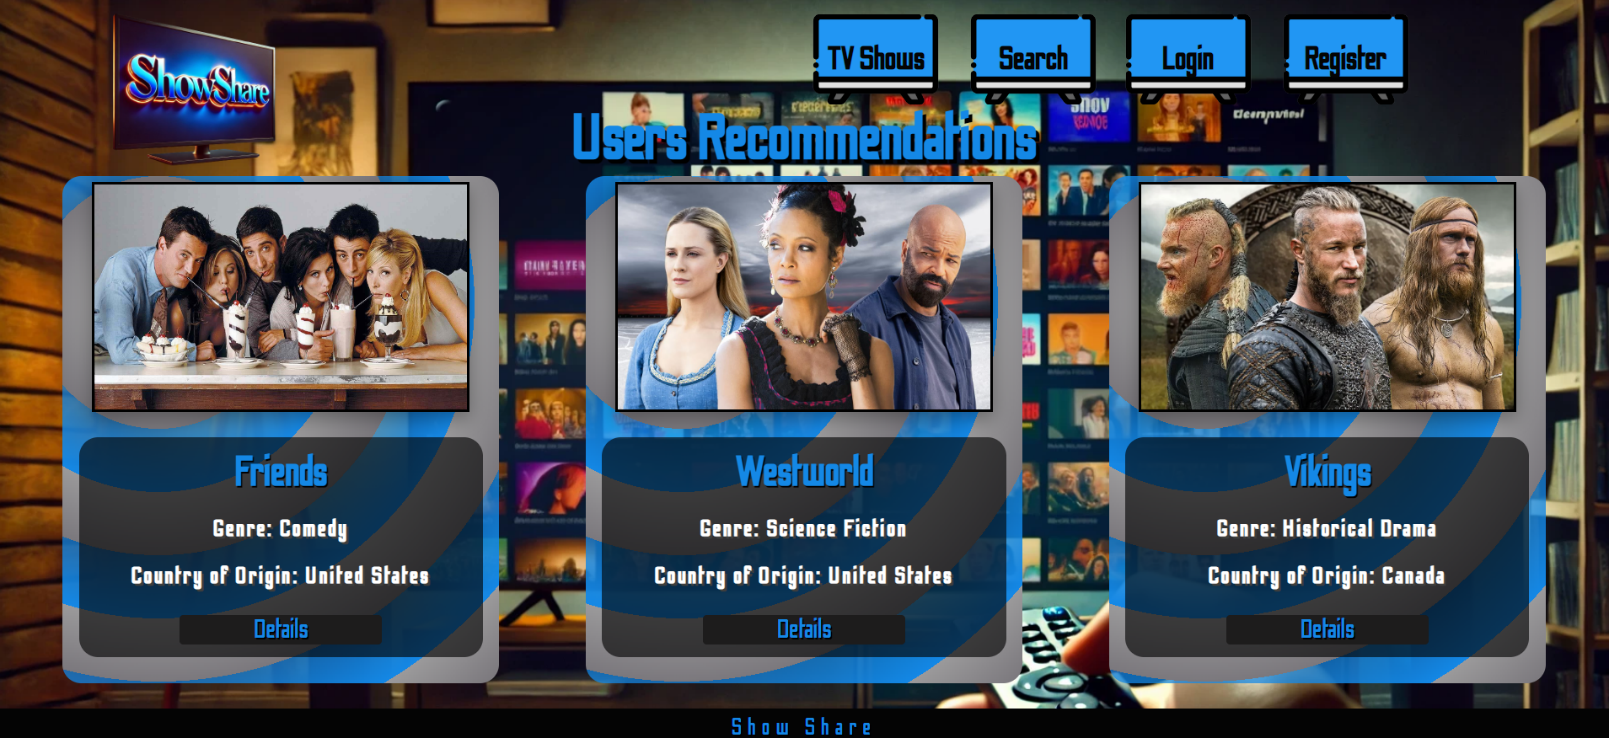 ShowShare
TV Shows
Search
Login
Register
Users Recommendations
Friends
Genre: Comedy
Country of Origin: United States
Details
Westworld
Genre: Science Fiction
Country of Origin: United States
Details
Vikings
Genre: Historical Drama
Country of Origin: Canada
Details
Show Share